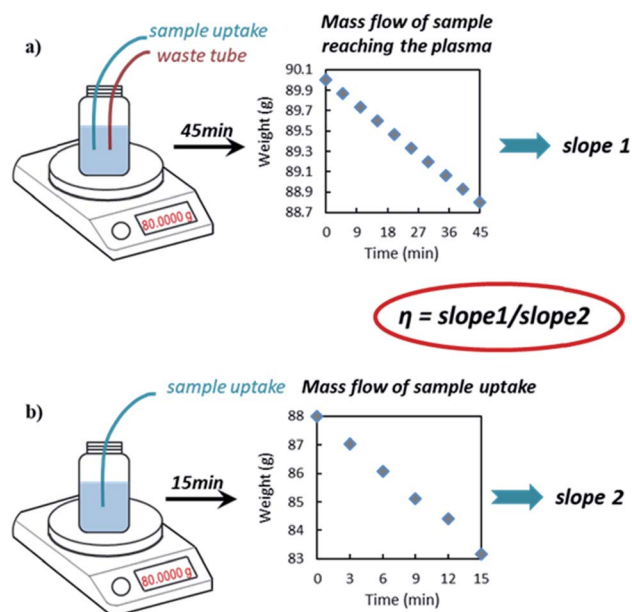 a)
sample uptake
waste tube
80.0000 g
45min
Mass flow of sample
reaching the plasma
Weight (g)
90.1
89.9
89.7
89.5
89.3
89.1
88.9
88.7
0 9 18 27 36 45
Time (min)
slope 1
η = slope1/slope2
b)
sample uptake
80.0000 g
15min
Mass flow of sample uptake
Weight (g)
88
87
86
85
84
83
0 3 6 9 12 15
Time (min)
slope 2